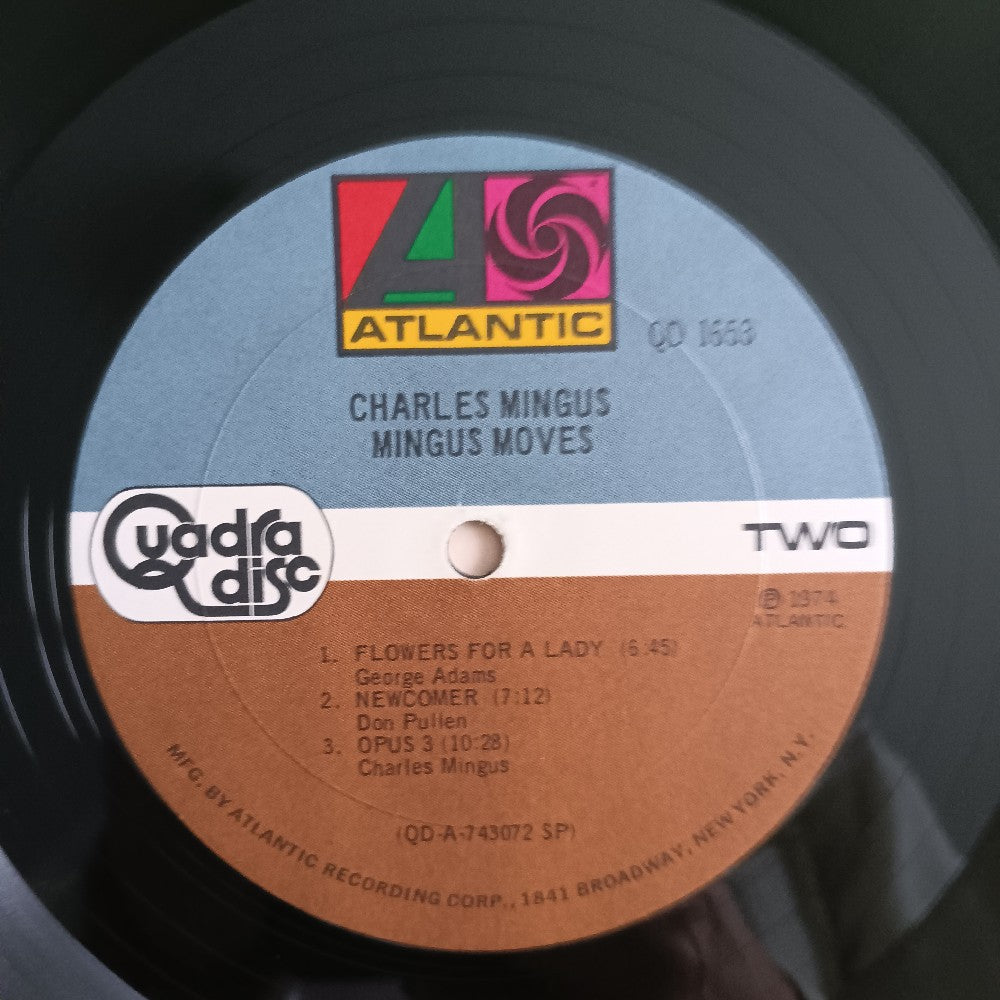 ATLANTIC
QD 1653
CHARLES MINGUS
MINGUS MOVES
Quadra
disc
TWO
℗ 1974
ATLANTIC
1. FLOWERS FOR A LADY (6:45)
George Adams
2. NEWCOMER (7:12)
Don Pullen
3. OPUS 3 (10:28)
Charles Mingus
(QD-A-743072 SP)
MFG. BY ATLANTIC RECORDING CORP., 1841 BROADWAY, NEW YORK, N.Y.